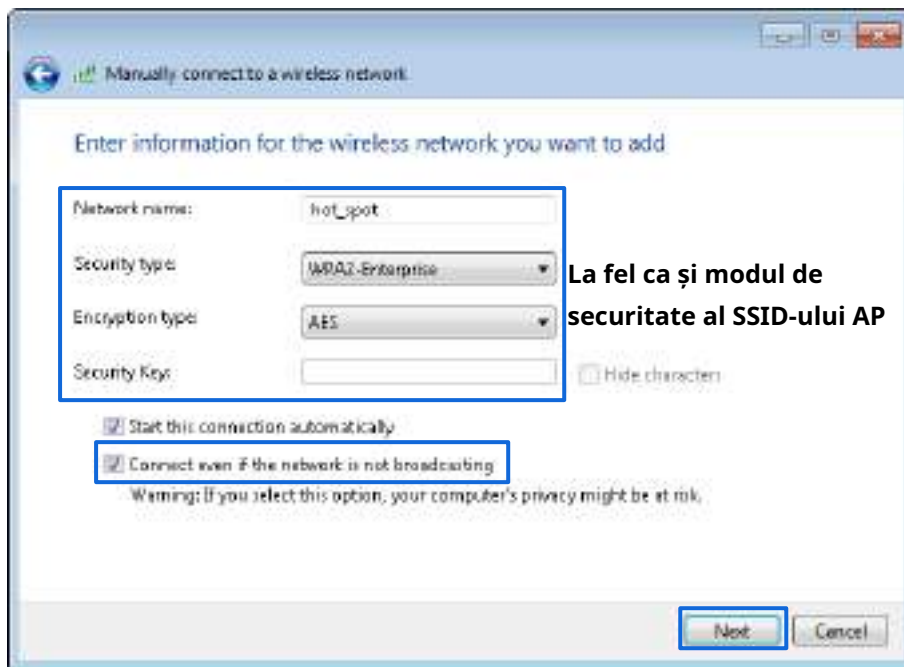 Manually connect to a wireless network
Enter information for the wireless network you want to add
Network name:
hot_spot
Security type:
WPA2-Enterprise
La fel ca și modul de
securitate al SSID-ului AP
Encryption type:
AES
Security Key:
Hide characters
Start this connection automatically
Connect even if the network is not broadcasting
Warning: If you select this option, your computer's privacy might be at risk.
Next
Cancel